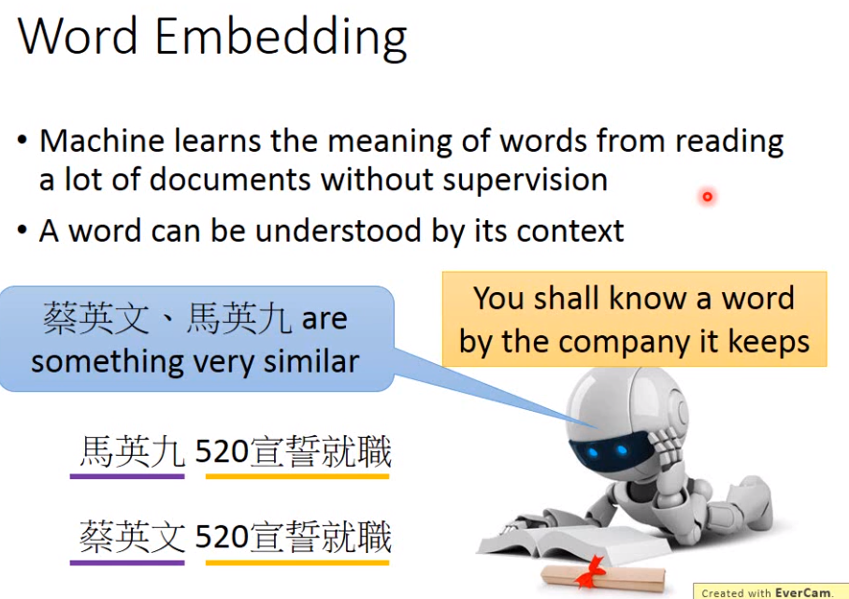 Word Embedding
• Machine learns the meaning of words from reading
a lot of documents without supervision
• A word can be understood by its context
蔡英文、馬英九 are
something very similar
You shall know a word
by the company it keeps
馬英九 520宣誓就職
蔡英文 520宣誓就職
Created with EverCam.